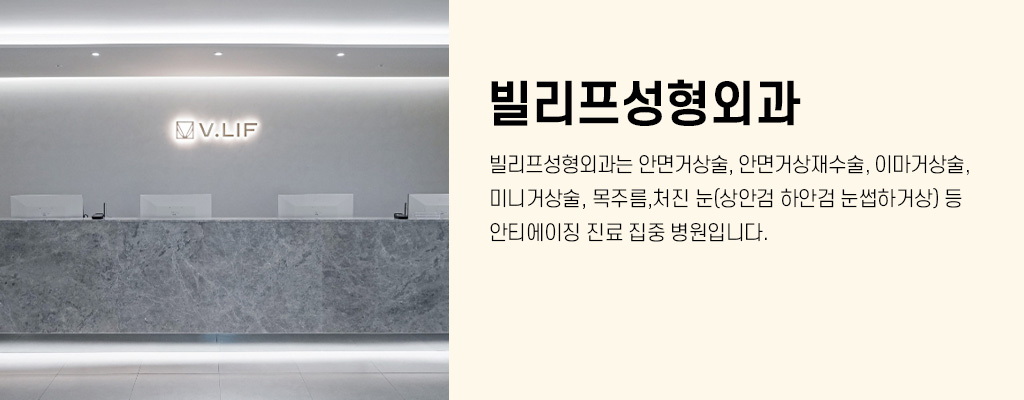 V.LIF
빌리프성형외과
빌리프성형외과는 안면거상술, 안면거상재수술, 이마거상술,
미니거상술, 목주름,처진 눈(상안검 하안검 눈썹하거상) 등
안티에이징 진료 집중 병원입니다.